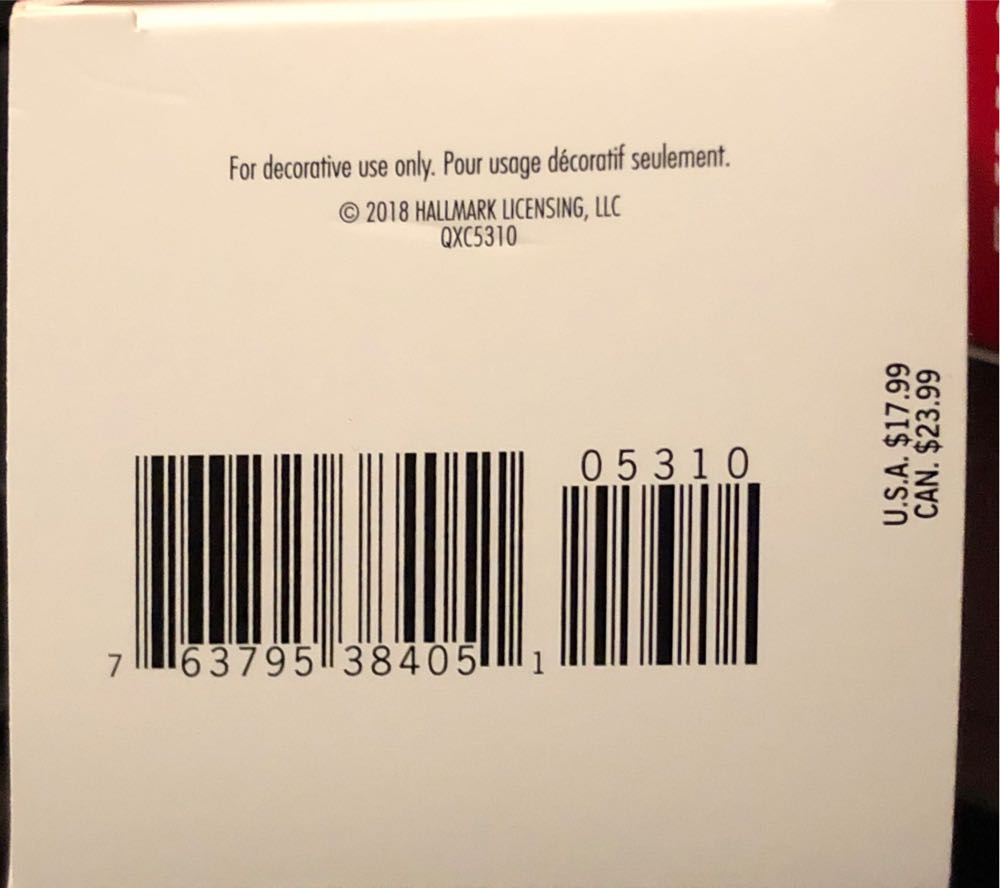 For decorative use only. Pour usage décoratif seulement.
© 2018 HALLMARK LICENSING, LLC
QXC5310
U.S.A. $17.99
CAN. $23.99
05310
7 63795 38405 1